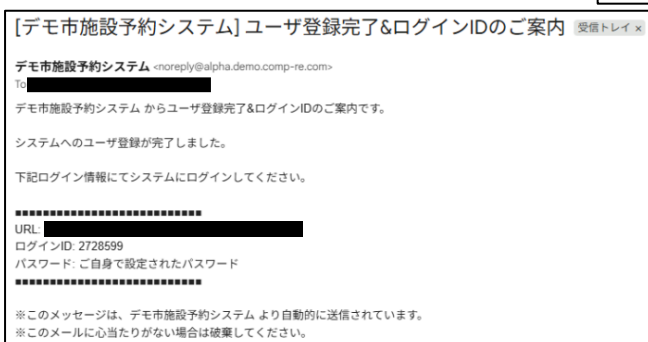 [デモ市施設予約システム] ユーザ登録完了&ログインIDのご案内 受信トレイ ×
デモ市施設予約システム <noreply@alpha.demo.comp-re.com>
To
デモ市施設予約システム からユーザ登録完了&ログインIDのご案内です。
システムへのユーザ登録が完了しました。
下記ログイン情報にてシステムにログインしてください。
■■■■■■■■■■■■■■■■■■■■■■■■■■■
URL:
ログインID: 2728599
パスワード: ご自身で設定されたパスワード
■■■■■■■■■■■■■■■■■■■■■■■■■■■
※このメッセージは、デモ市施設予約システム より自動的に送信されています。
※このメールに心当たりがない場合は破棄してください。